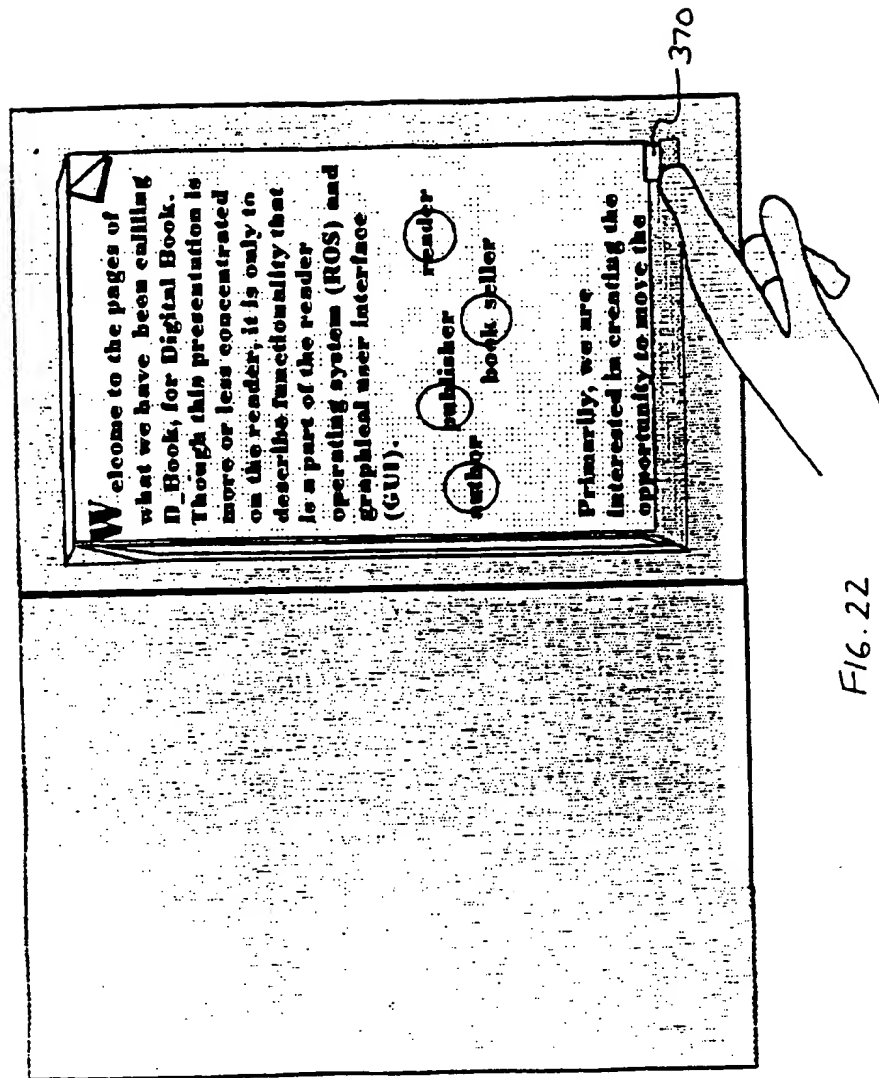 Welcome to the pages of
what we have been calling
D_Book, for Digital Book.
Though this presentation is
more or less concentrated
on the reader, it is only to
describe functionality that
is a part of the reader
operating system (ROS) and
graphical user interface
(GUI).
author
publisher
book seller
reader
Primarily, we are
interested in creating the
opportunity to move the
370
FIG. 22